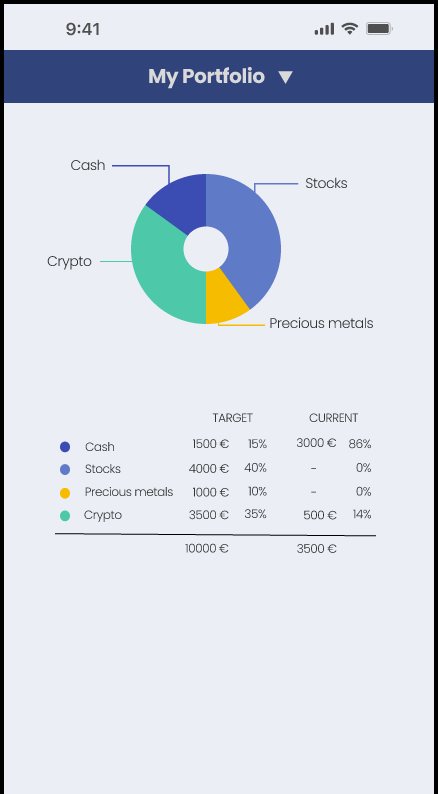 9:41
My Portfolio ▼
Cash
Stocks
Crypto
Precious metals
TARGET CURRENT
Cash 1500 € 15% 3000 € 86%
Stocks 4000 € 40% - 0%
Precious metals 1000 € 10% - 0%
Crypto 3500 € 35% 500 € 14%
10000 € 3500 €